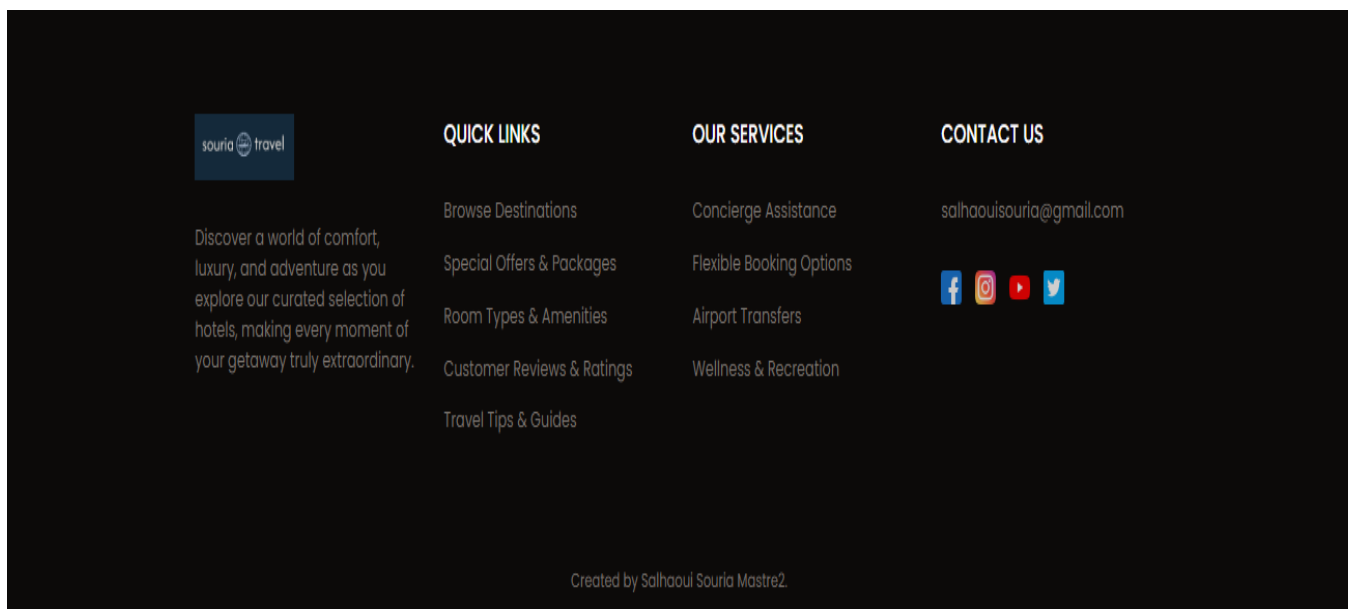 souria travel
Discover a world of comfort,
luxury, and adventure as you
explore our curated selection of
hotels, making every moment of
your getaway truly extraordinary.
QUICK LINKS
Browse Destinations
Special Offers & Packages
Room Types & Amenities
Customer Reviews & Ratings
Travel Tips & Guides
OUR SERVICES
Concierge Assistance
Flexible Booking Options
Airport Transfers
Wellness & Recreation
CONTACT US
salhaouisouria@gmail.com
Created by Salhaoui Souria Mastre2.